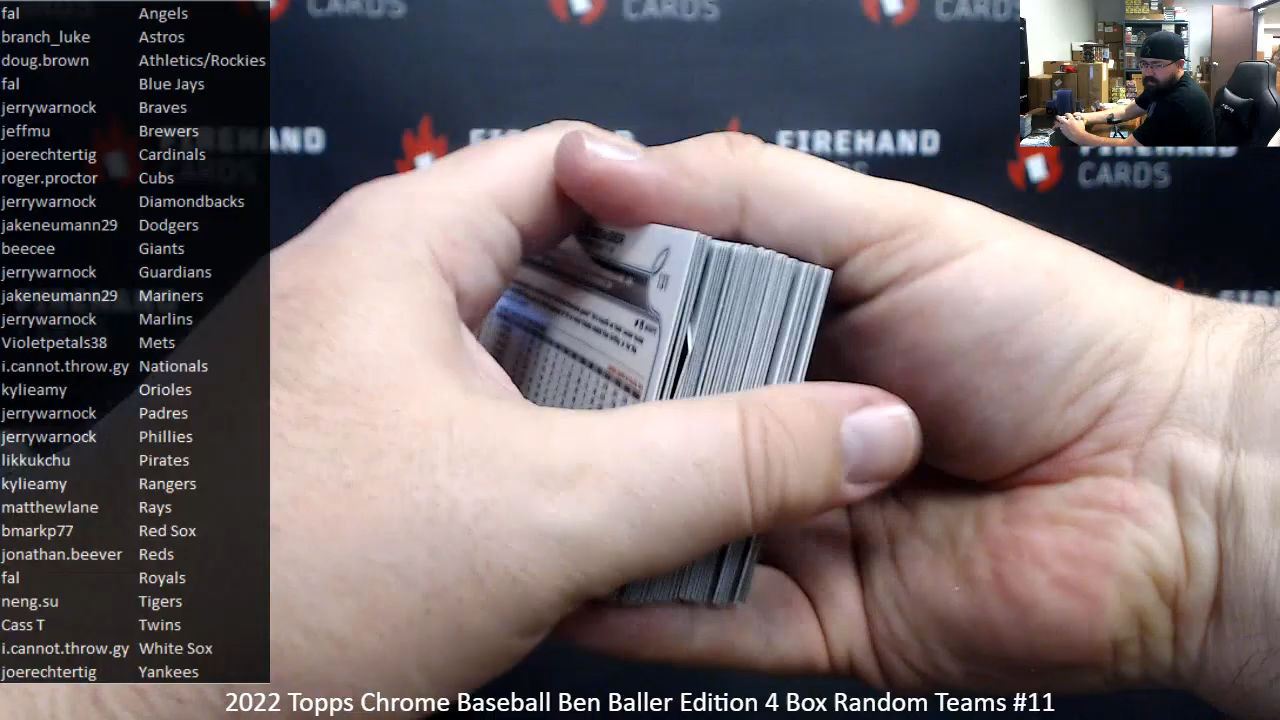 fal Angels
branch_luke Astros
doug.brown Athletics/Rockies
fal Blue Jays
jerrywarnock Braves
jeffmu Brewers
joerechtertig Cardinals
roger.proctor Cubs
jerrywarnock Diamondbacks
jakeneumann29 Dodgers
beecee Giants
jerrywarnock Guardians
jakeneumann29 Mariners
jerrywarnock Marlins
Violetpetals38 Mets
i.cannot.throw.gy Nationals
kylieamy Orioles
jerrywarnock Padres
jerrywarnock Phillies
likkukchu Pirates
kylieamy Rangers
matthewlane Rays
bmarkp77 Red Sox
jonathan.beever Reds
fal Royals
neng.su Tigers
Cass T Twins
i.cannot.throw.gy White Sox
joerechtertig Yankees
CARDS
CARDS
CARDS
FIREHAND
CARDS
2022 Topps Chrome Baseball Ben Baller Edition 4 Box Random Teams #11